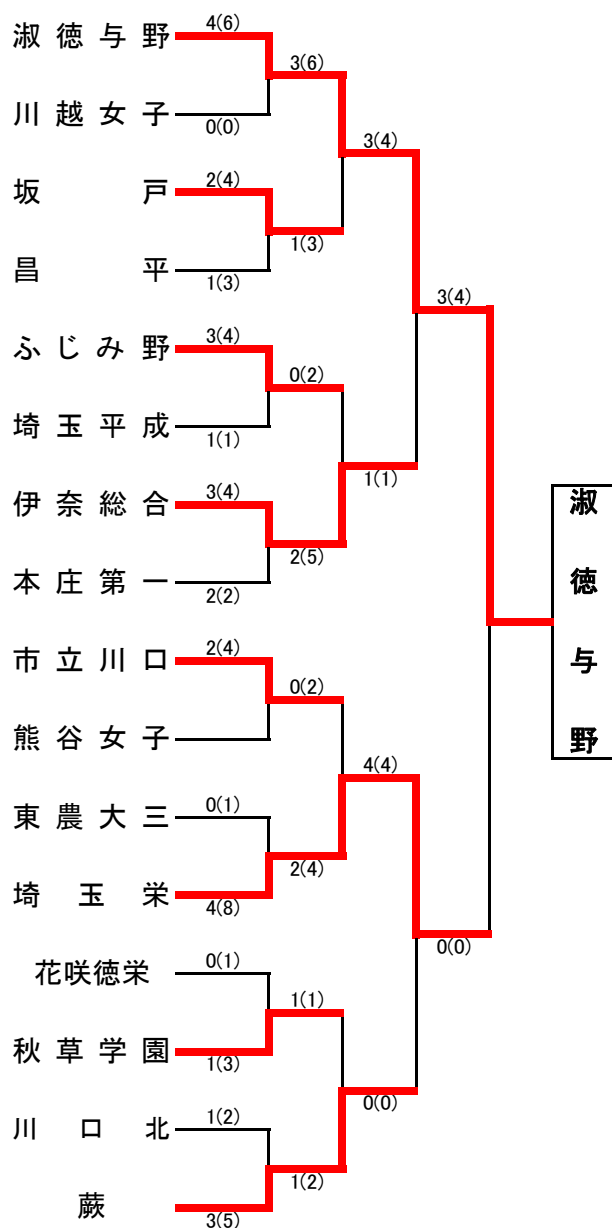 4(6)
淑徳与野
3(6)
川越女子
0(0)
3(4)
2(4)
坂戸
1(3)
昌平
1(3)
3(4)
3(4)
ふじみ野
0(2)
埼玉平成
1(1)
1(1)
3(4)
伊奈総合
2(5)
本庄第一
2(2)
淑徳与野
2(4)
市立川口
0(2)
熊谷女子
4(4)
0(1)
東農大三
2(4)
埼玉栄
4(8)
0(0)
0(1)
花咲徳栄
1(1)
秋草学園
1(3)
0(0)
1(2)
川口北
1(2)
蕨
3(5)